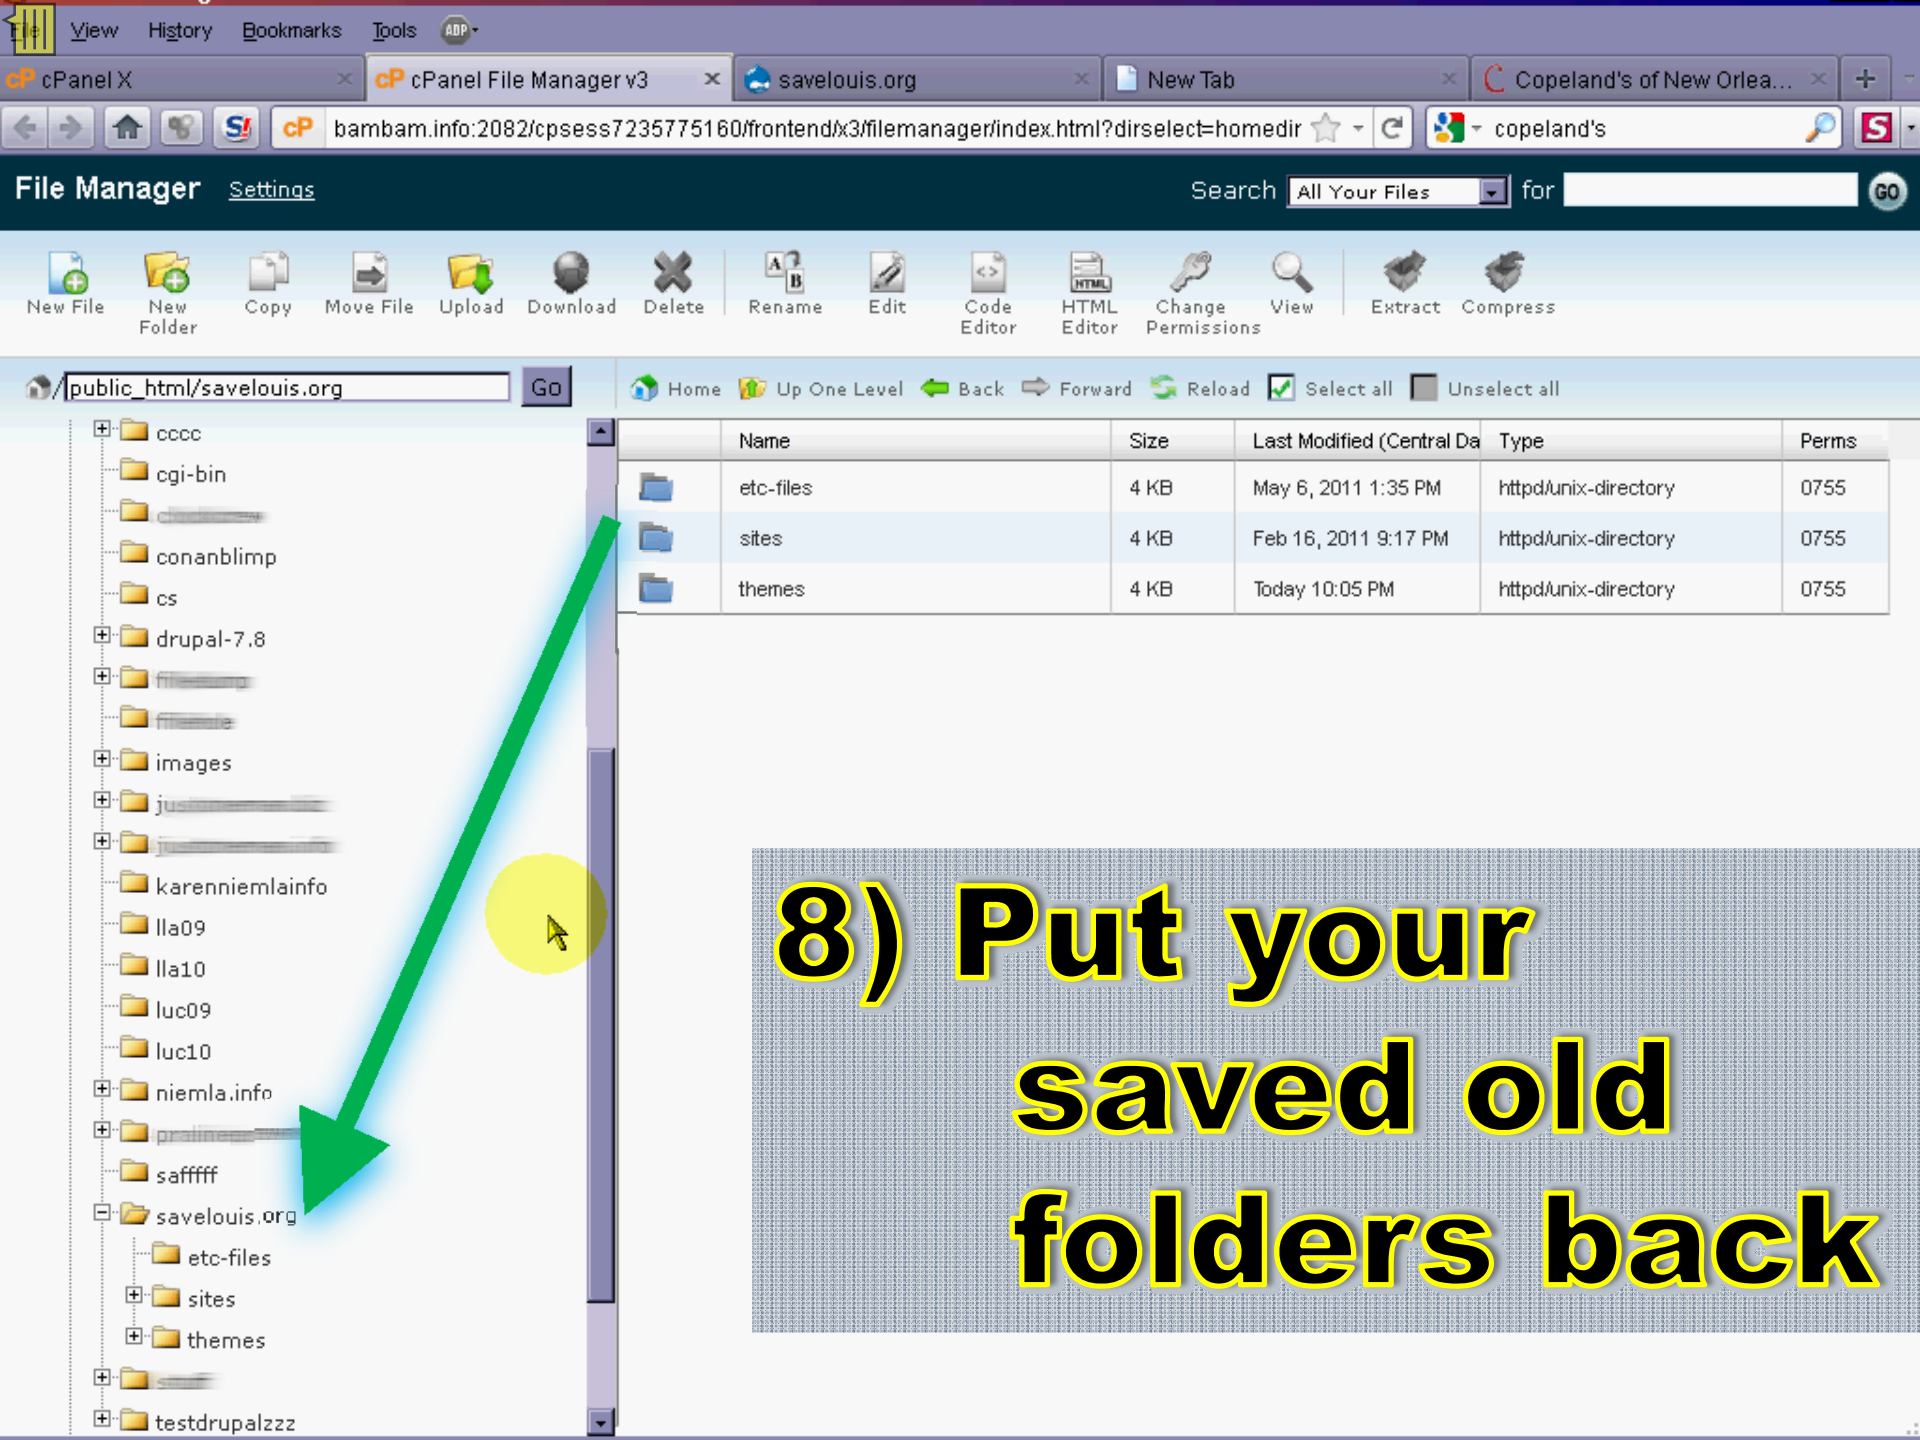 View History Bookmarks Tools ABP
cP cPanel X
cP cPanel File Manager v3
savelouis.org
New Tab
Copeland's of New Orlea...
cP bambam.info:2082/cpsess7235775160/frontend/x3/filemanager/index.html?dirselect=homedir
copeland's
File Manager Settings
Search All Your Files for GO
New File
New Folder
Copy
Move File
Upload
Download
Delete
Rename
Edit
Code Editor
HTML Editor
Change Permissions
View
Extract
Compress
/public_html/savelouis.org Go
Home Up One Level Back Forward Reload Select all Unselect all
Name Size Last Modified (Central Da Type Perms
etc-files 4 KB May 6, 2011 1:35 PM httpd/unix-directory 0755
sites 4 KB Feb 16, 2011 9:17 PM httpd/unix-directory 0755
themes 4 KB Today 10:05 PM httpd/unix-directory 0755
cccc
cgi-bin
conanblimp
cs
drupal-7.8
images
karenniemlainfo
lla09
lla10
luc09
luc10
niemla.info
safffff
savelouis.org
etc-files
sites
themes
testdrupalzzz
8) Put your
saved old
folders back